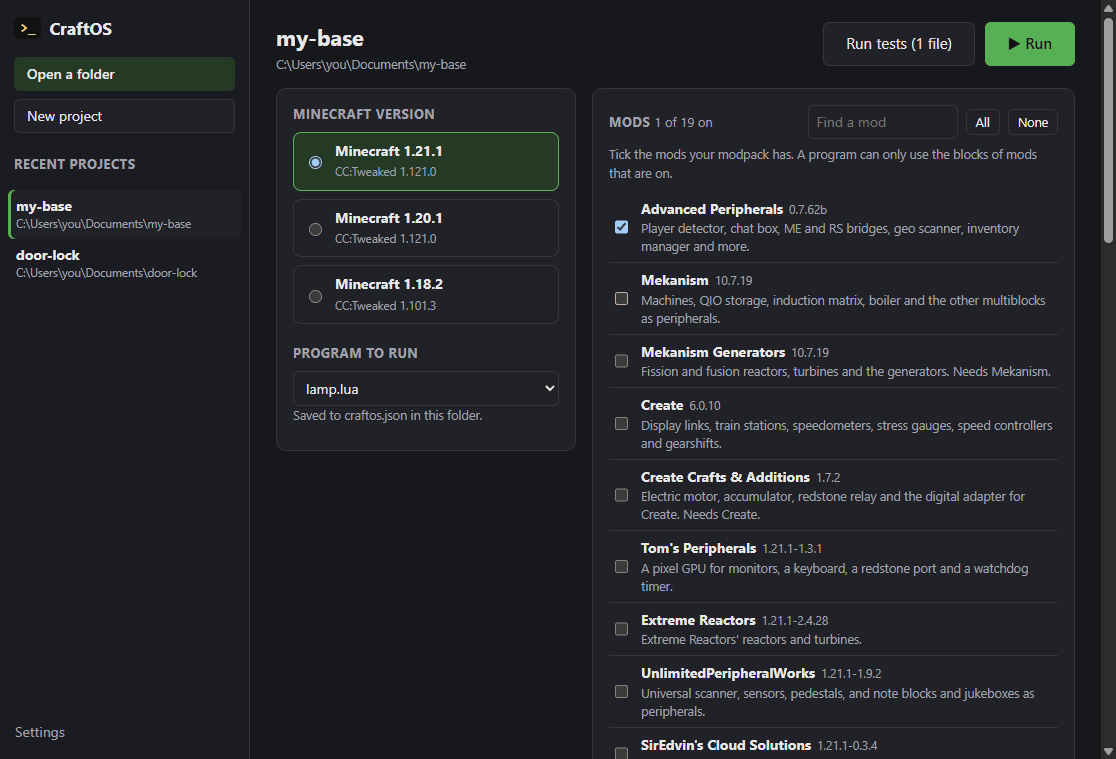 >_ CraftOS
Open a folder
New project
RECENT PROJECTS
my-base
C:\Users\you\Documents\my-base
door-lock
C:\Users\you\Documents\door-lock
Settings
my-base
C:\Users\you\Documents\my-base
Run tests (1 file)
Run
MINECRAFT VERSION
Minecraft 1.21.1
CC:Tweaked 1.121.0
Minecraft 1.20.1
CC:Tweaked 1.121.0
Minecraft 1.18.2
CC:Tweaked 1.101.3
PROGRAM TO RUN
lamp.lua
Saved to craftos.json in this folder.
MODS 1 of 19 on
Find a mod
All
None
Tick the mods your modpack has. A program can only use the blocks of mods
that are on.
Advanced Peripherals 0.7.62b
Player detector, chat box, ME and RS bridges, geo scanner, inventory
manager and more.
Mekanism 10.7.19
Machines, QIO storage, induction matrix, boiler and the other multiblocks
as peripherals.
Mekanism Generators 10.7.19
Fission and fusion reactors, turbines and the generators. Needs Mekanism.
Create 6.0.10
Display links, train stations, speedometers, stress gauges, speed controllers
and gearshifts.
Create Crafts & Additions 1.7.2
Electric motor, accumulator, redstone relay and the digital adapter for
Create. Needs Create.
Tom's Peripherals 1.21.1-1.3.1
A pixel GPU for monitors, a keyboard, a redstone port and a watchdog
timer.
Extreme Reactors 1.21.1-2.4.28
Extreme Reactors' reactors and turbines.
UnlimitedPeripheralWorks 1.21.1-1.9.2
Universal scanner, sensors, pedestals, and note blocks and jukeboxes as
peripherals.
SirEdvin's Cloud Solutions 1.21.1-0.3.4